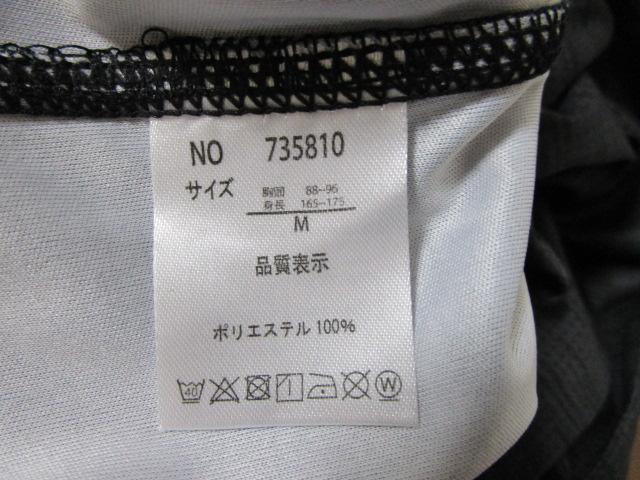 NO 735810
サイズ 胸囲 88-96
身長 165-175
M
品質表示
ポリエステル 100%
40 W